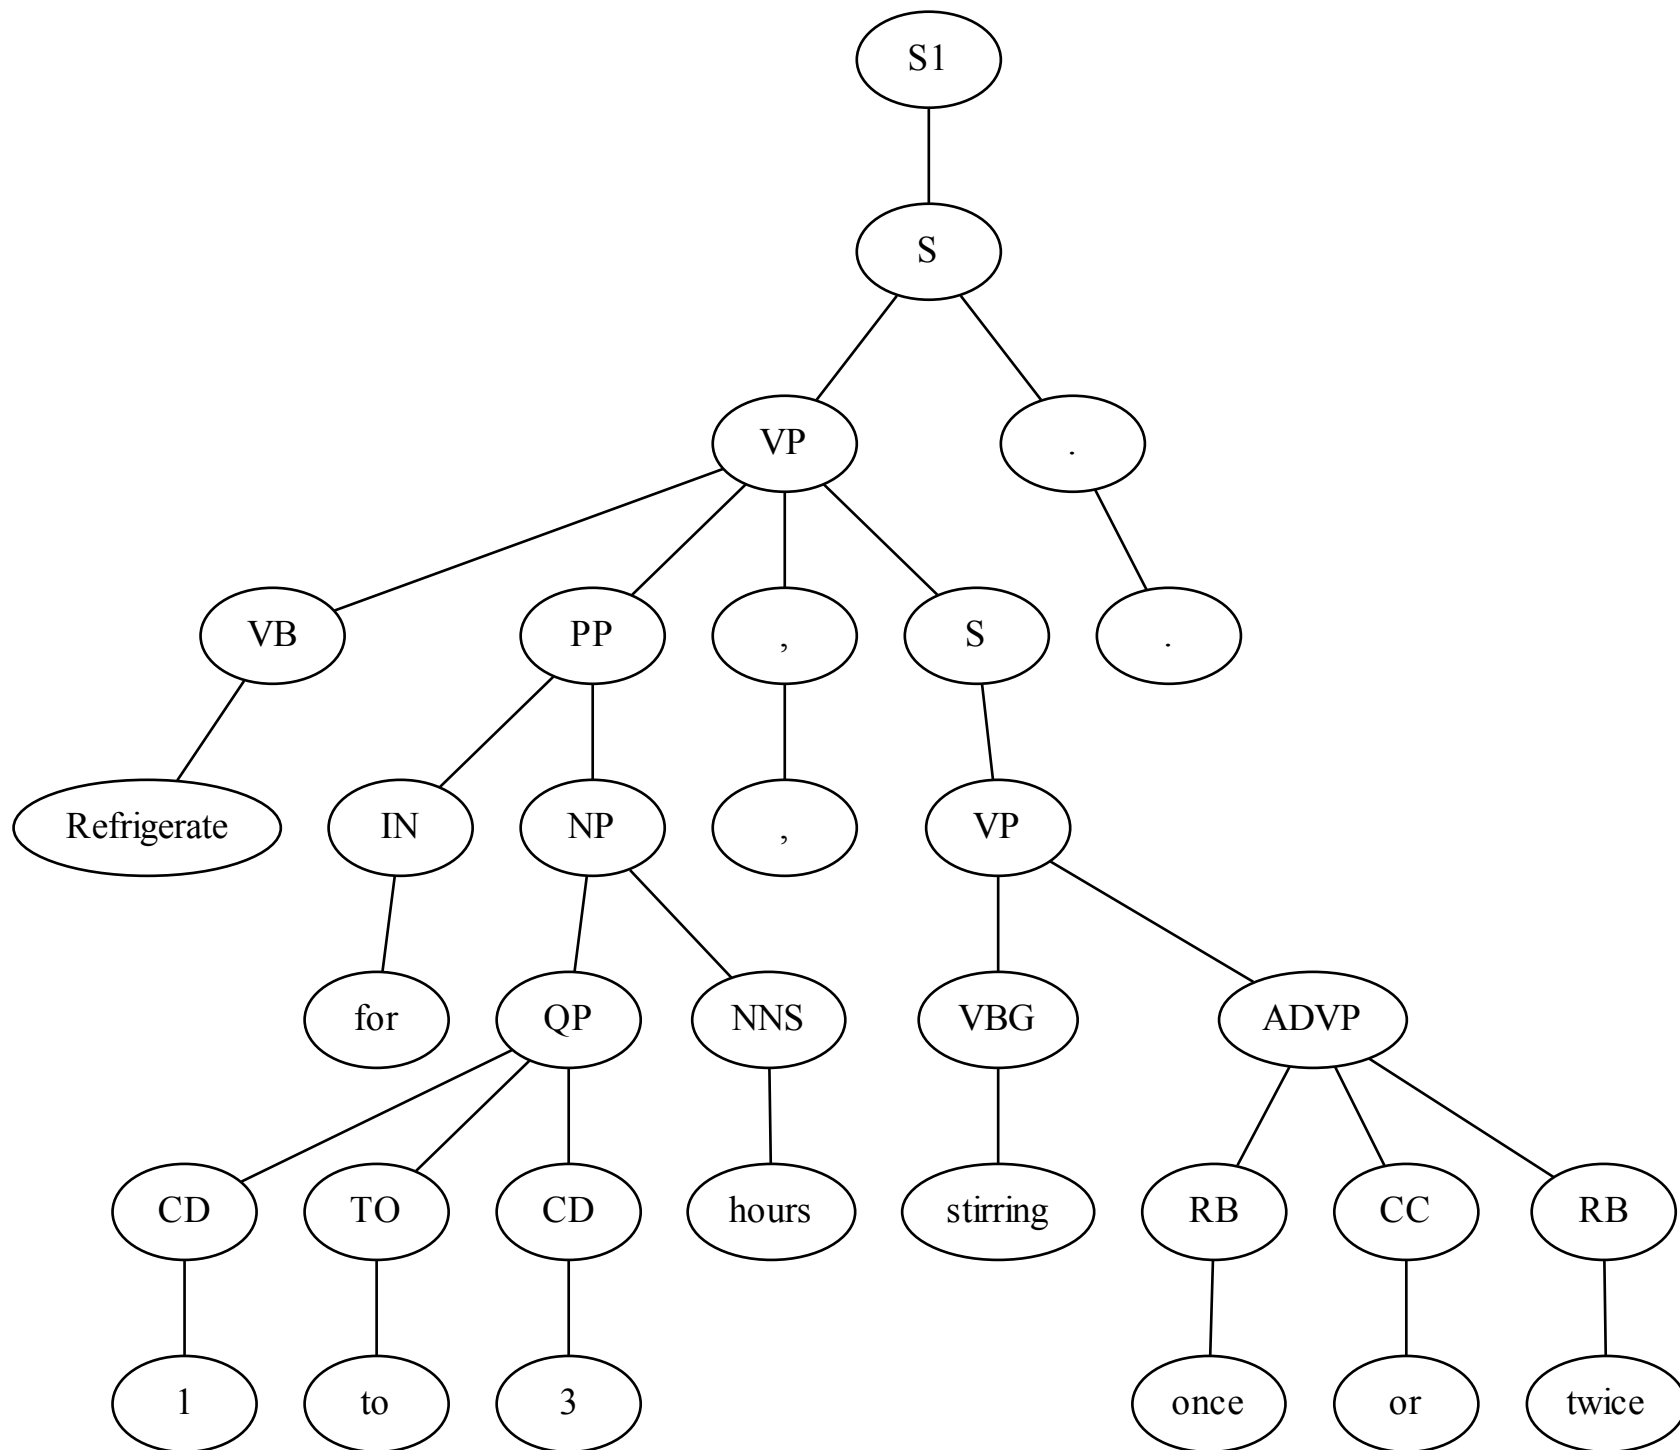 S1
S
VP .
VB PP , S .
Refrigerate IN NP , VP
for QP NNS VBG ADVP
CD TO CD hours stirring RB CC RB
1 to 3 once or twice